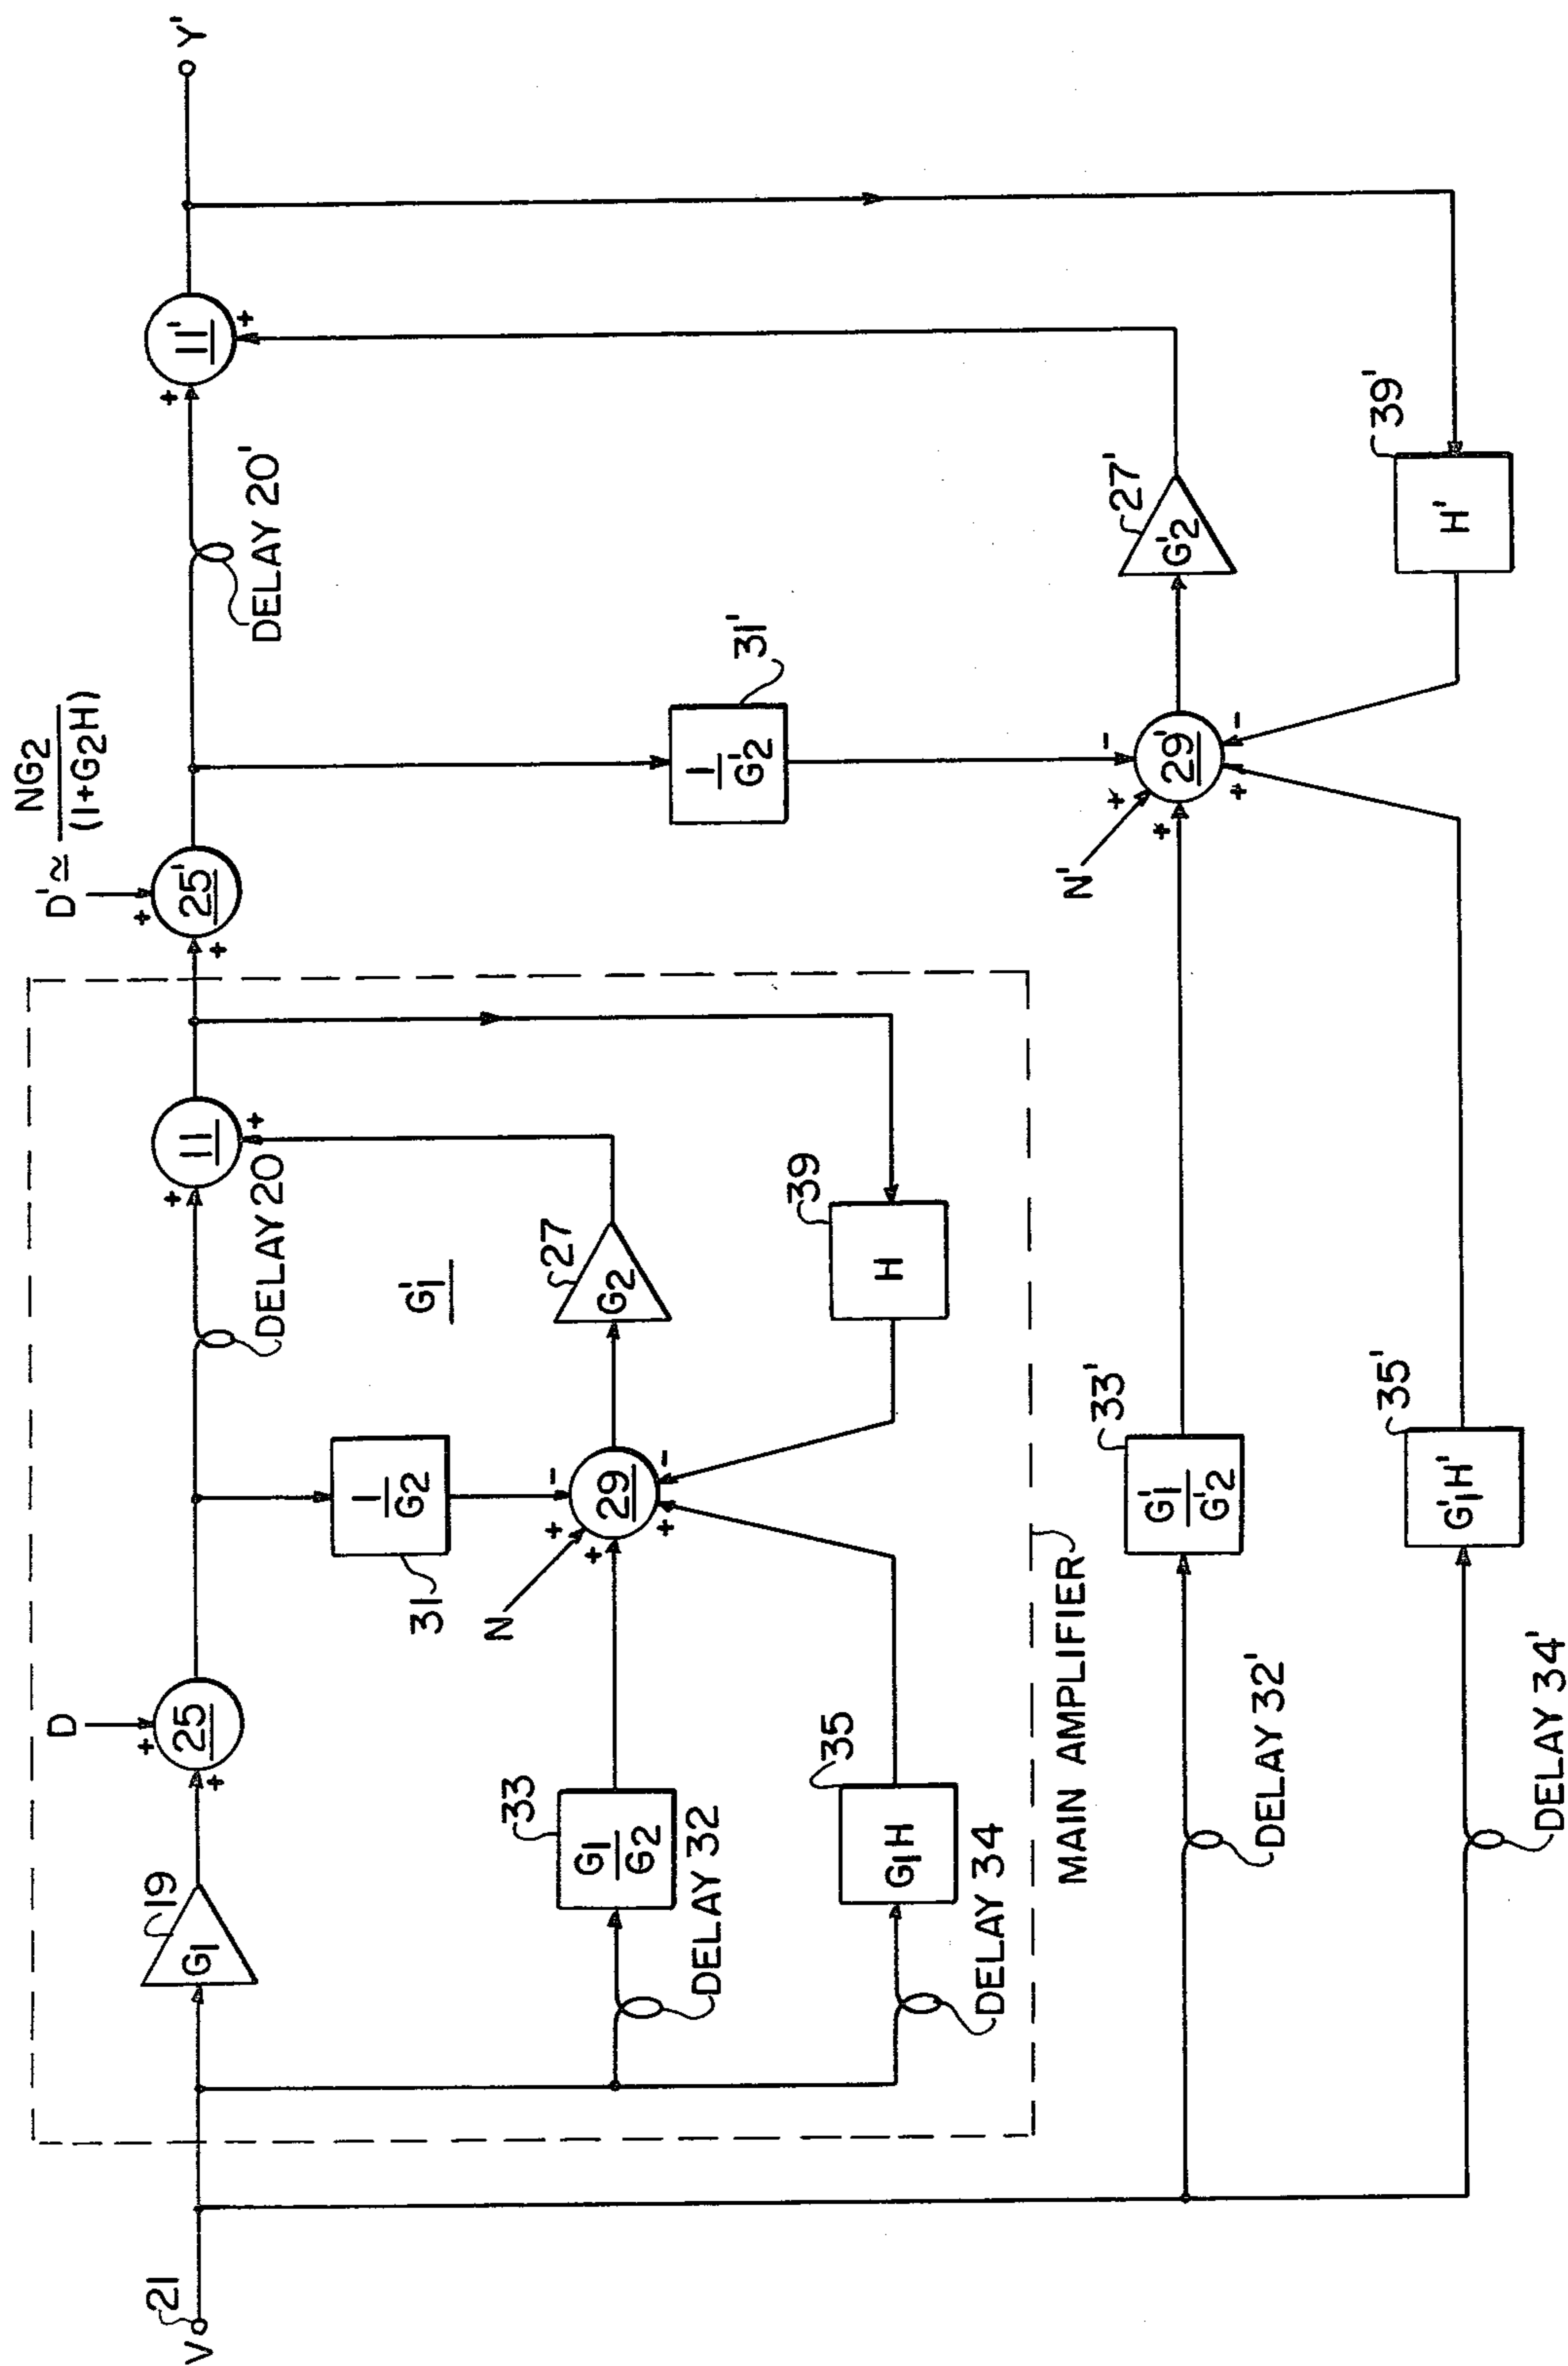 V
21
G1
19
D
+
+
25
DELAY 20
+
11
+
D' ≃ NG2 / (1+G2H)
+
+
25'
DELAY 20'
+
11'
+
Y'
1 / G2
31
G'1
1 / G'2
31'
DELAY 32
G1 / G2
33
N
+
+
-
+
-
29
G2
27
DELAY 34
G1H
35
H
39
MAIN AMPLIFIER
DELAY 32'
G'1 / G'2
33'
N'
+
+
-
+
-
29'
G'2
27'
DELAY 34'
G'1H'
35'
H'
39'